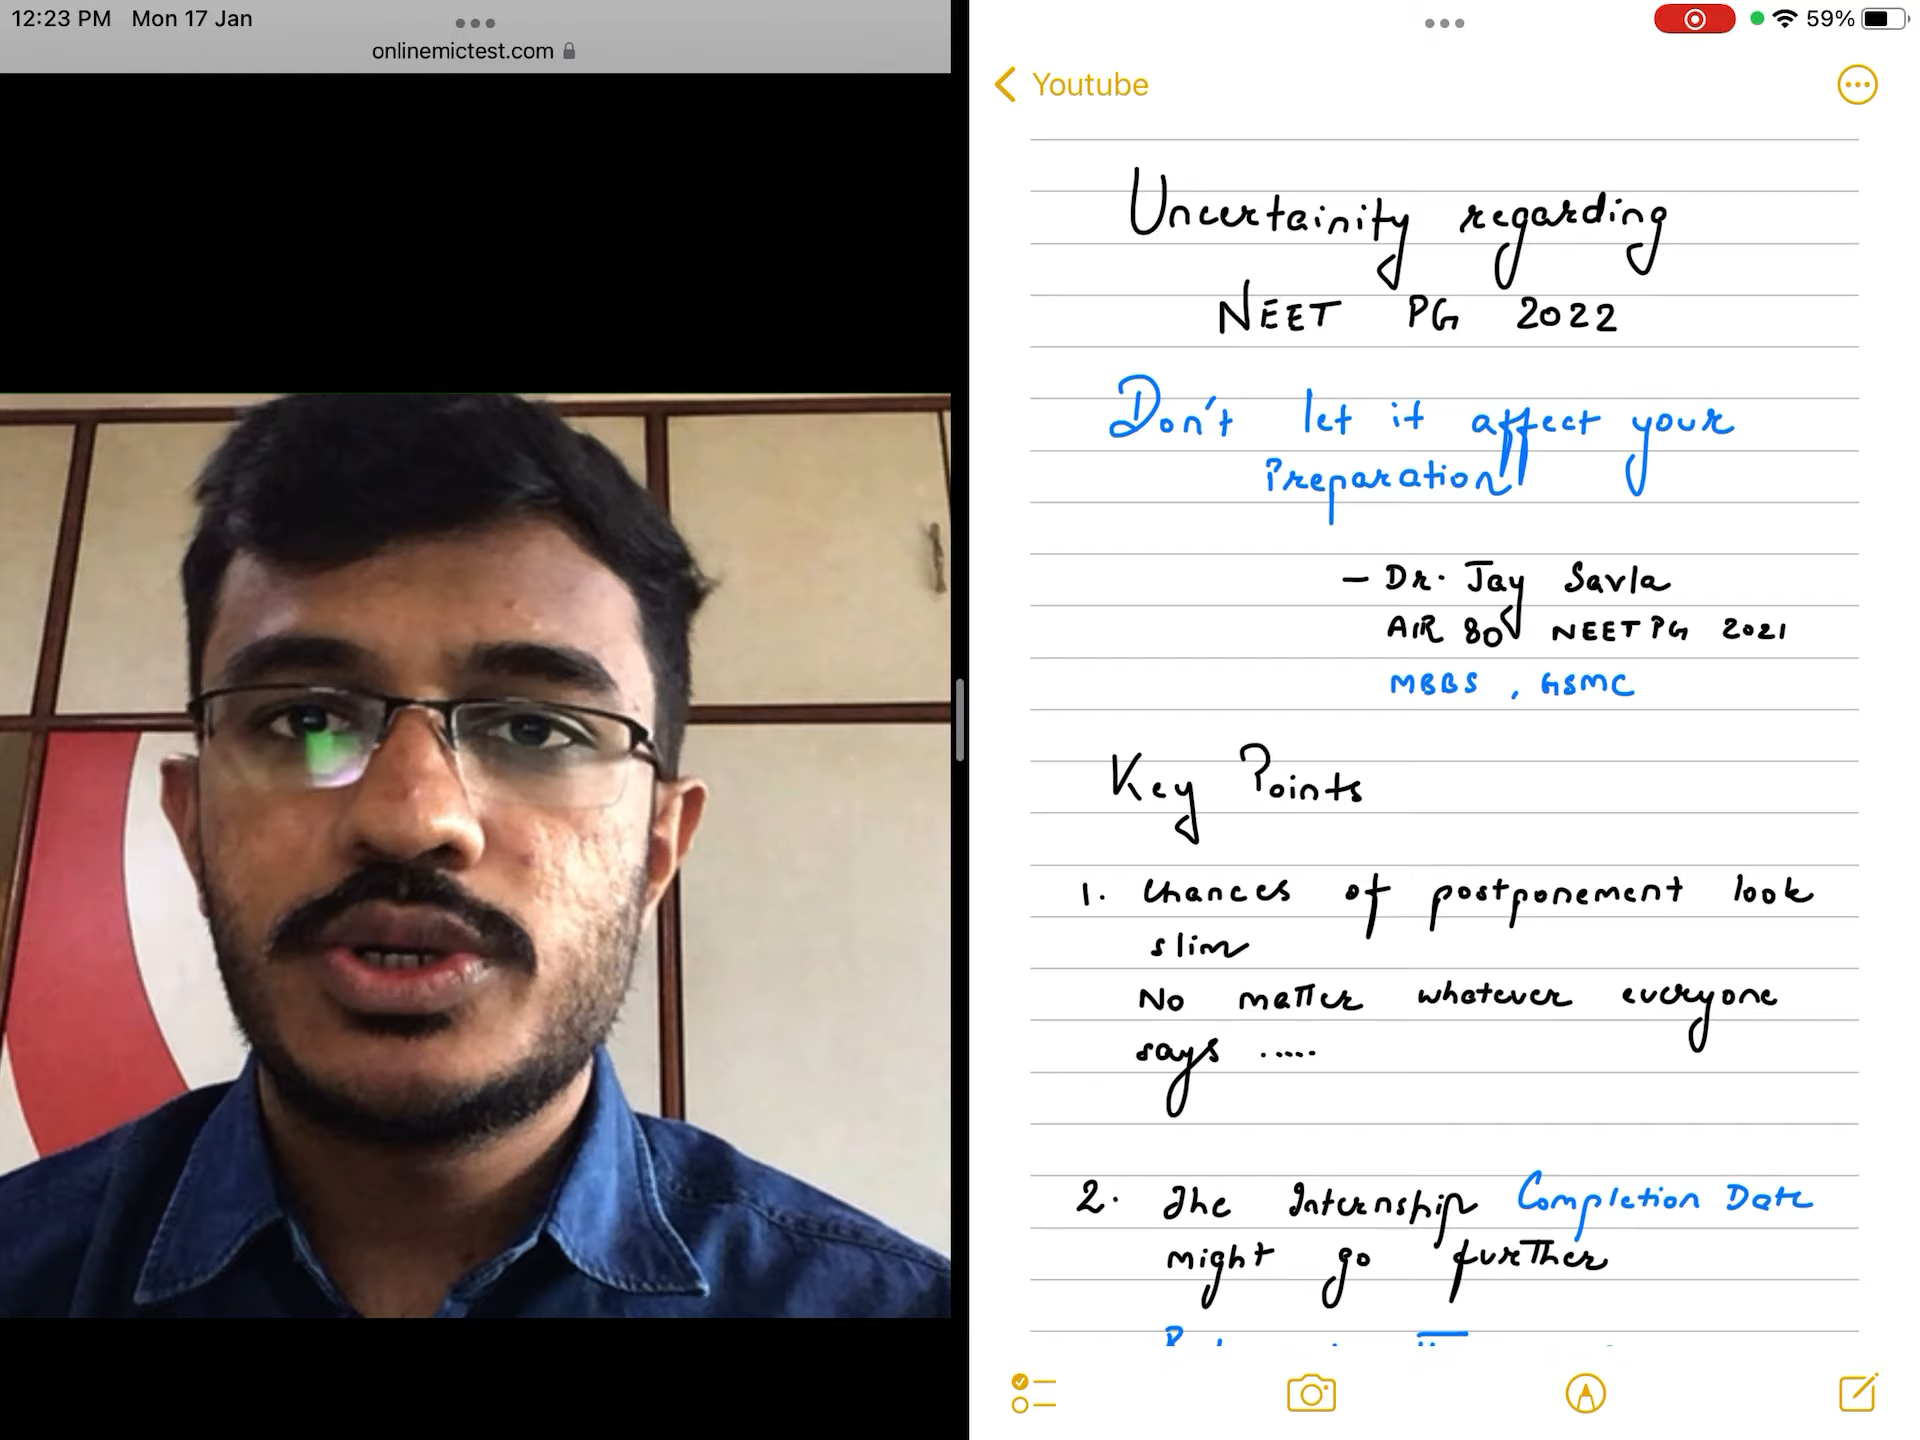 12:23 PM Mon 17 Jan
onlinemictest.com
59%
Youtube
Uncertainity regarding
NEET PG 2022
Don't let it affect your
Preparation
- Dr. Jay Savla
AIR 80 NEET PG 2021
MBBS , GSMC
Key Points
1. Chances of postponement look
slim
No matter whatever everyone
says .....
2. The Internship Completion Date
might go further